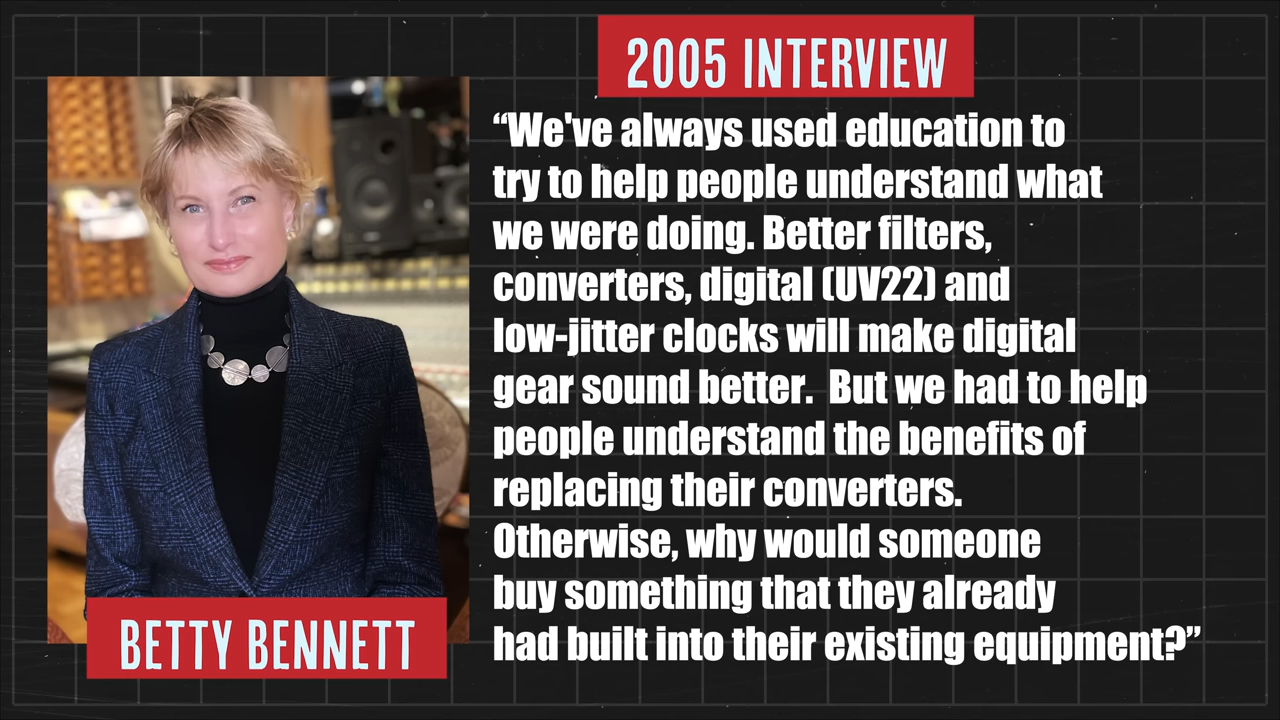 2005 INTERVIEW
“We've always used education to
try to help people understand what
we were doing. Better filters,
converters, digital (UV22) and
low-jitter clocks will make digital
gear sound better.  But we had to help
people understand the benefits of
replacing their converters.
Otherwise, why would someone
buy something that they already
had built into their existing equipment?”
BETTY BENNETT